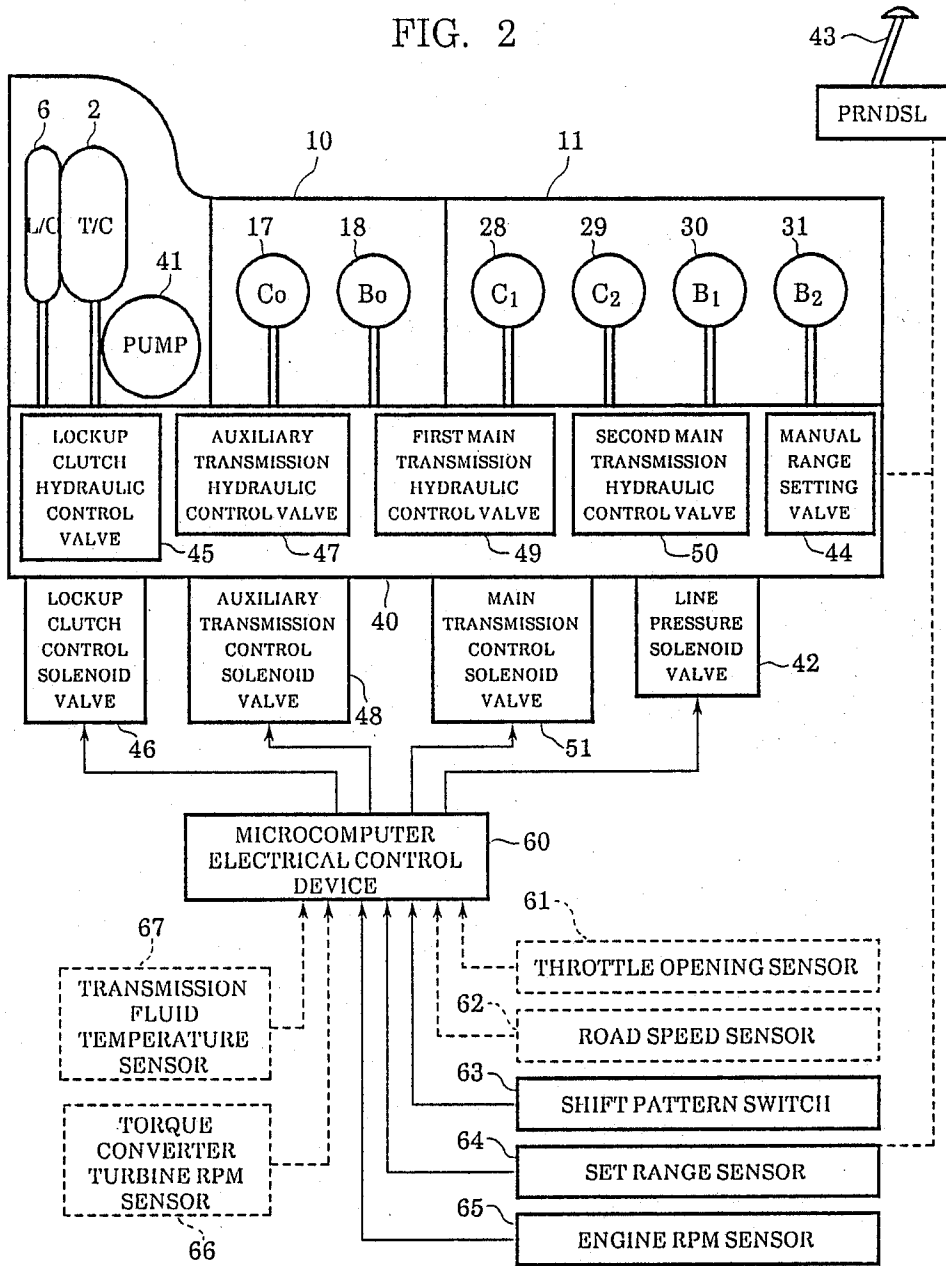 FIG. 2
43
PRNDSL
6
2
10
11
L/C
T/C
17
18
28
29
30
31
41
Co
Bo
C1
C2
B1
B2
PUMP
LOCKUP
CLUTCH
HYDRAULIC
CONTROL
VALVE
45
AUXILIARY
TRANSMISSION
HYDRAULIC
CONTROL VALVE
47
FIRST MAIN
TRANSMISSION
HYDRAULIC
CONTROL VALVE
49
SECOND MAIN
TRANSMISSION
HYDRAULIC
CONTROL VALVE
50
MANUAL
RANGE
SETTING
VALVE
44
LOCKUP
CLUTCH
CONTROL
SOLENOID
VALVE
46
AUXILIARY
TRANSMISSION
CONTROL
SOLENOID
VALVE
48
40
MAIN
TRANSMISSION
CONTROL
SOLENOID
VALVE
51
LINE
PRESSURE
SOLENOID
VALVE
42
MICROCOMPUTER
ELECTRICAL CONTROL
DEVICE
60
67
TRANSMISSION
FLUID
TEMPERATURE
SENSOR
TORQUE
CONVERTER
TURBINE RPM
SENSOR
66
61
THROTTLE OPENING SENSOR
62
ROAD SPEED SENSOR
63
SHIFT PATTERN SWITCH
64
SET RANGE SENSOR
65
ENGINE RPM SENSOR